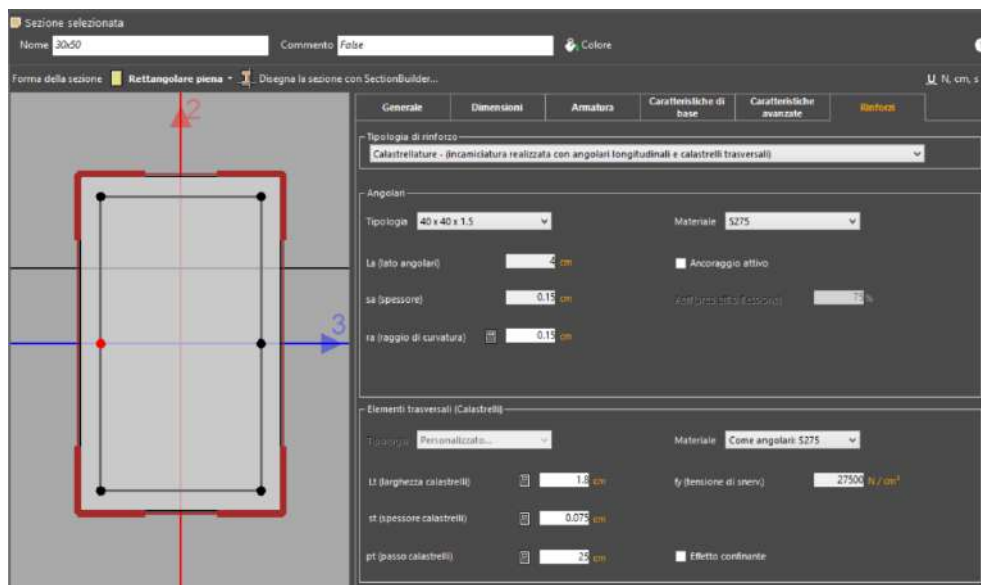 Sezione selezionata
Nome 30x50 Commento False Colore
Forma della sezione Rettangolare piena Disegna la sezione con SectionBuilder... U N, cm, s
Generale Dimensioni Armatura Caratteristiche di base Caratteristiche avanzate Rinforzi
2
Tipologia di rinforzo
Calastrellature - (incamiciatura realizzata con angolari longitudinali e calastrelli trasversali)
Angolari
Tipologia 40 x 40 x 1.5 Materiale S275
La (lato angolari) 4 cm Ancoraggio attivo
sa (spessore) 0.15 cm 75 %
3
ra (raggio di curvatura) 0.15 cm
Elementi trasversali (Calastrelli)
Tipologia Personalizzato... Materiale Come angolari: S275
Lt (larghezza calastrelli) 1.8 cm fy (tensione di snerv.) 27500 N / cm²
st (spessore calastrelli) 0.075 cm
pt (passo calastrelli) 25 cm Effetto confinante